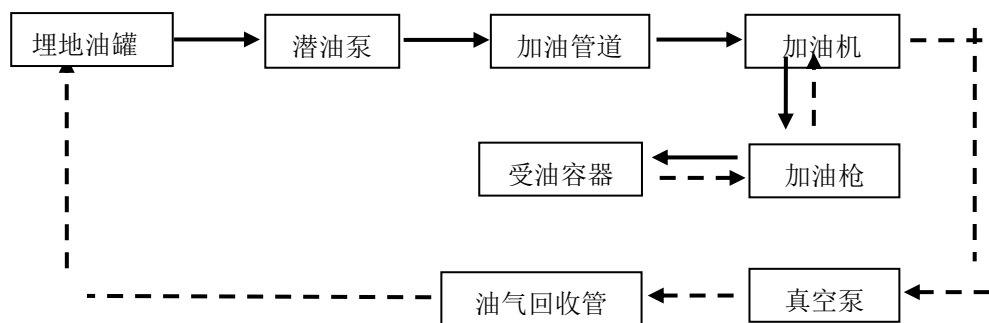 埋地油罐
潜油泵
加油管道
加油机
受油容器
加油枪
油气回收管
真空泵